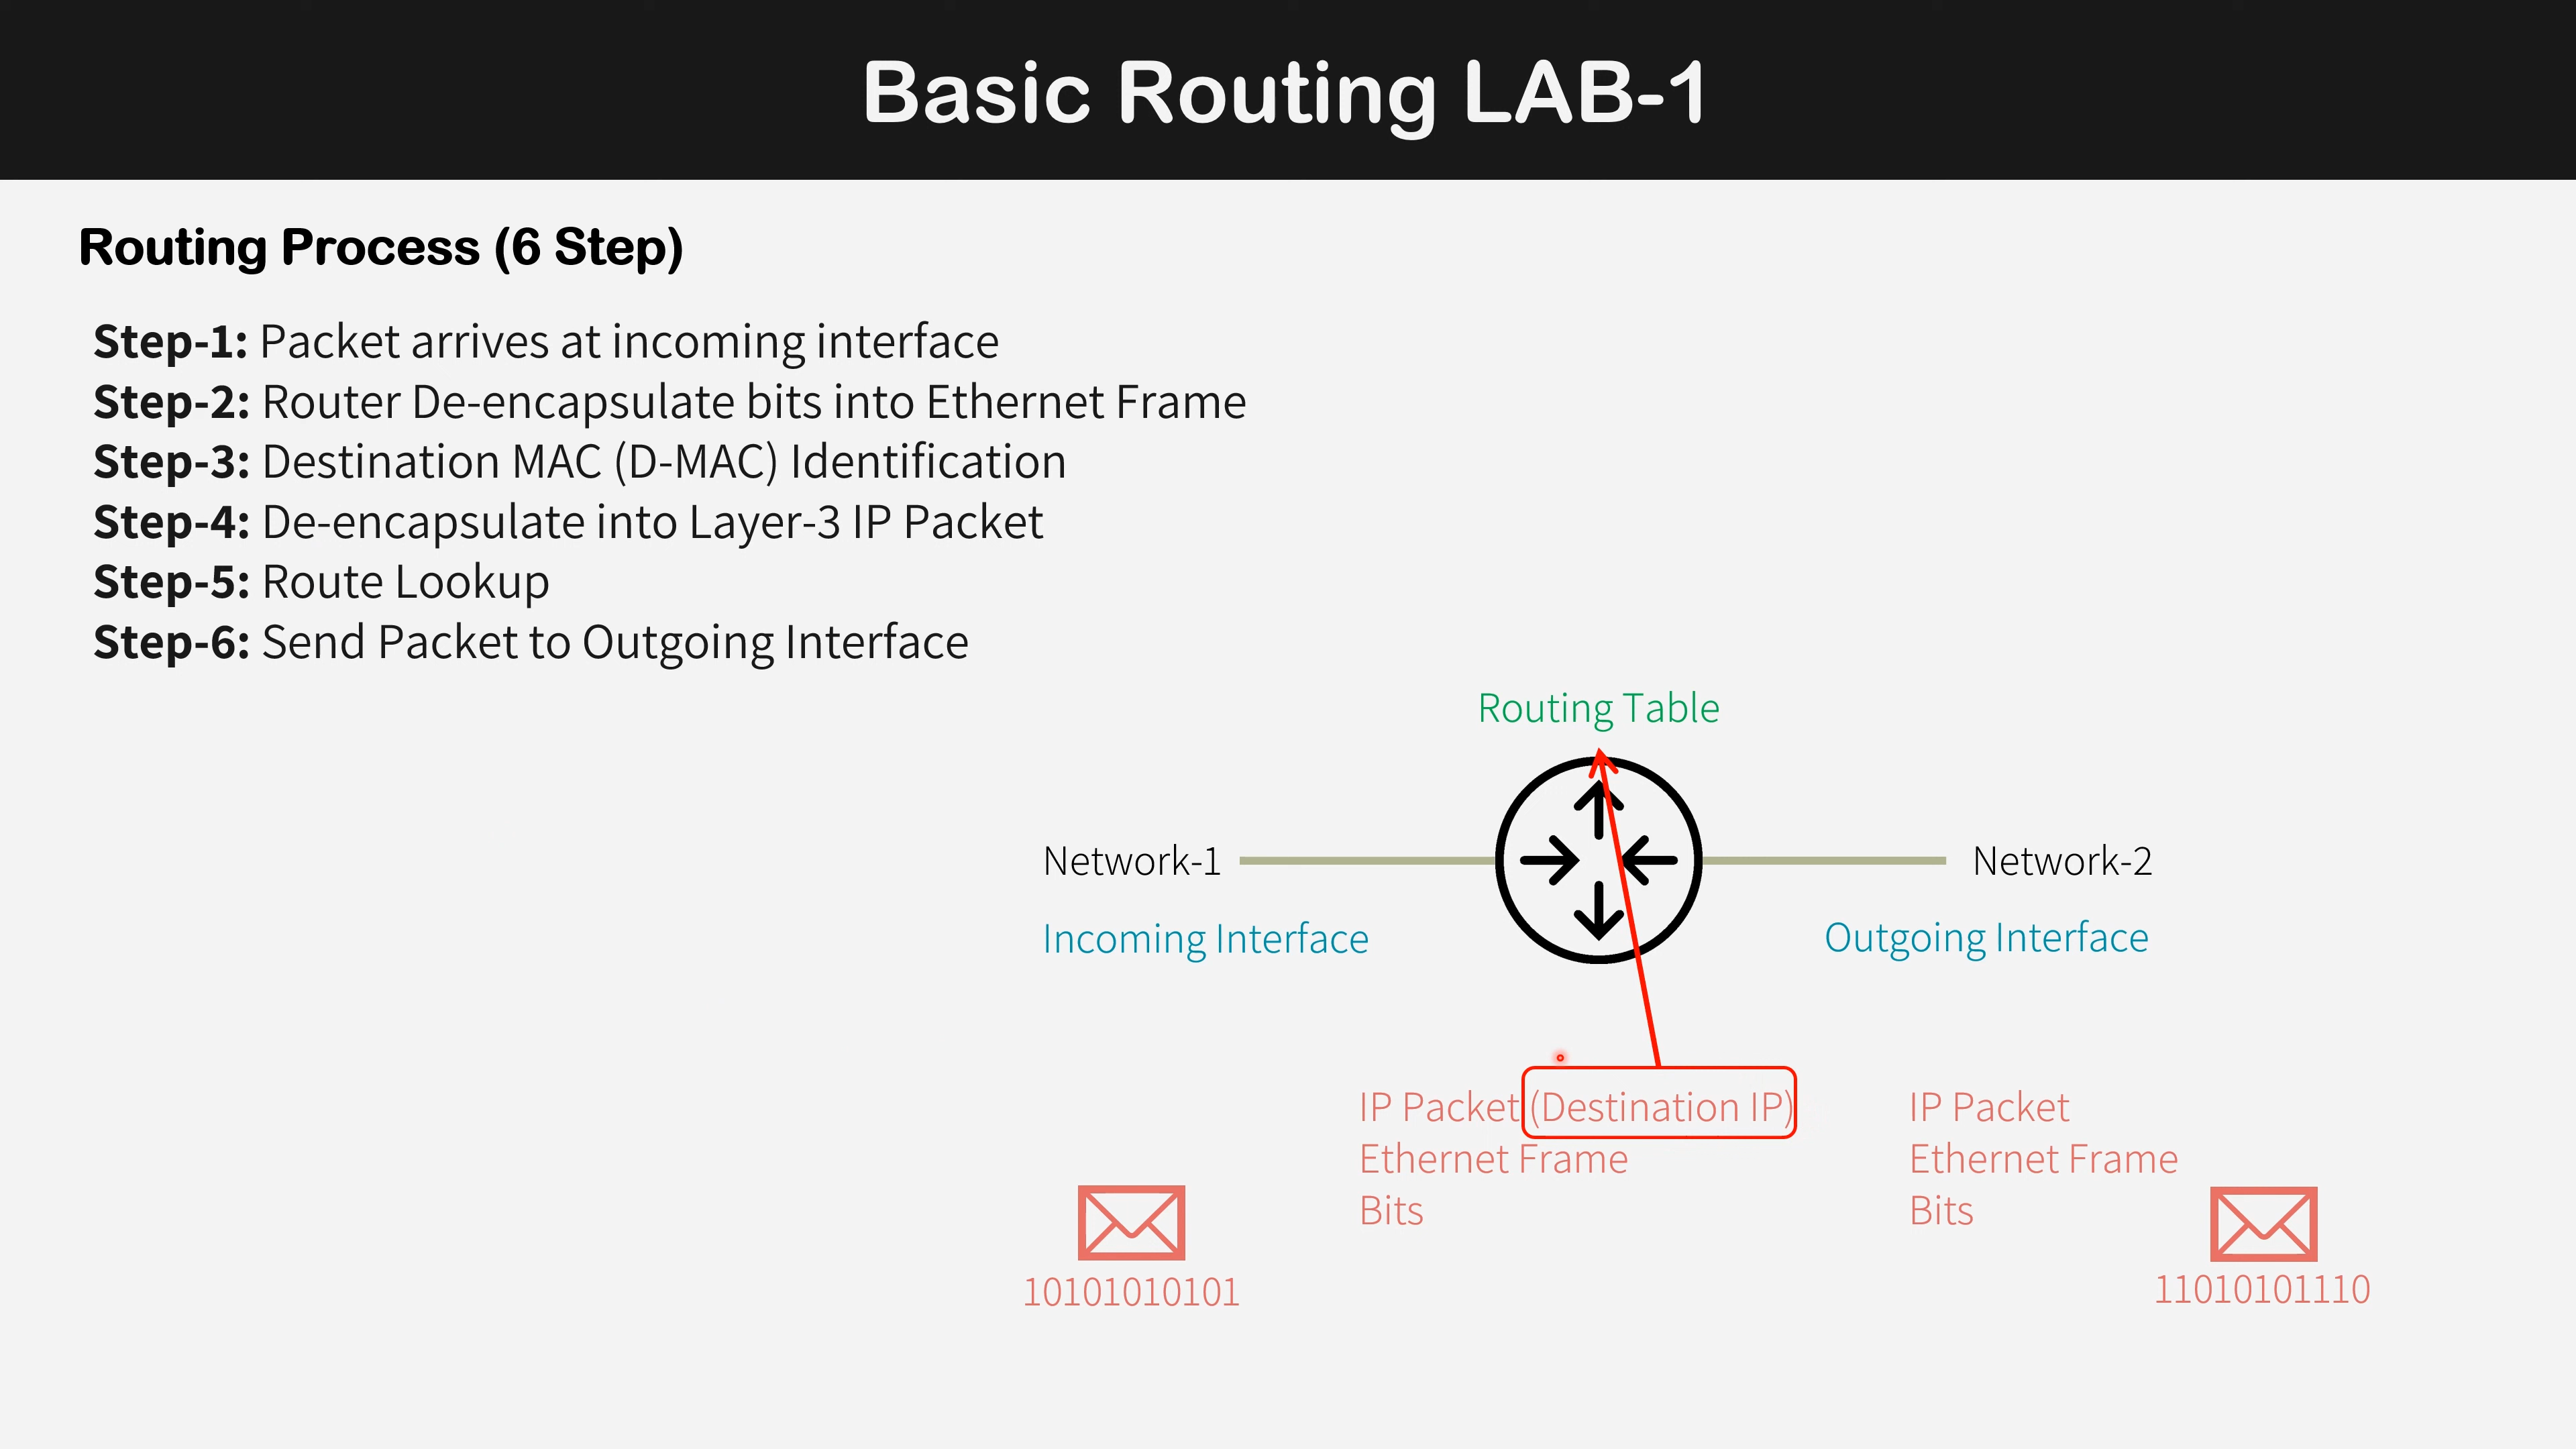 Basic Routing LAB-1
Routing Process (6 Step)
Step-1: Packet arrives at incoming interface
Step-2: Router De-encapsulate bits into Ethernet Frame
Step-3: Destination MAC (D-MAC) Identification
Step-4: De-encapsulate into Layer-3 IP Packet
Step-5: Route Lookup
Step-6: Send Packet to Outgoing Interface
Routing Table
Network-1
Network-2
Incoming Interface
Outgoing Interface
IP Packet (Destination IP)
Ethernet Frame
Bits
IP Packet
Ethernet Frame
Bits
10101010101
11010101110